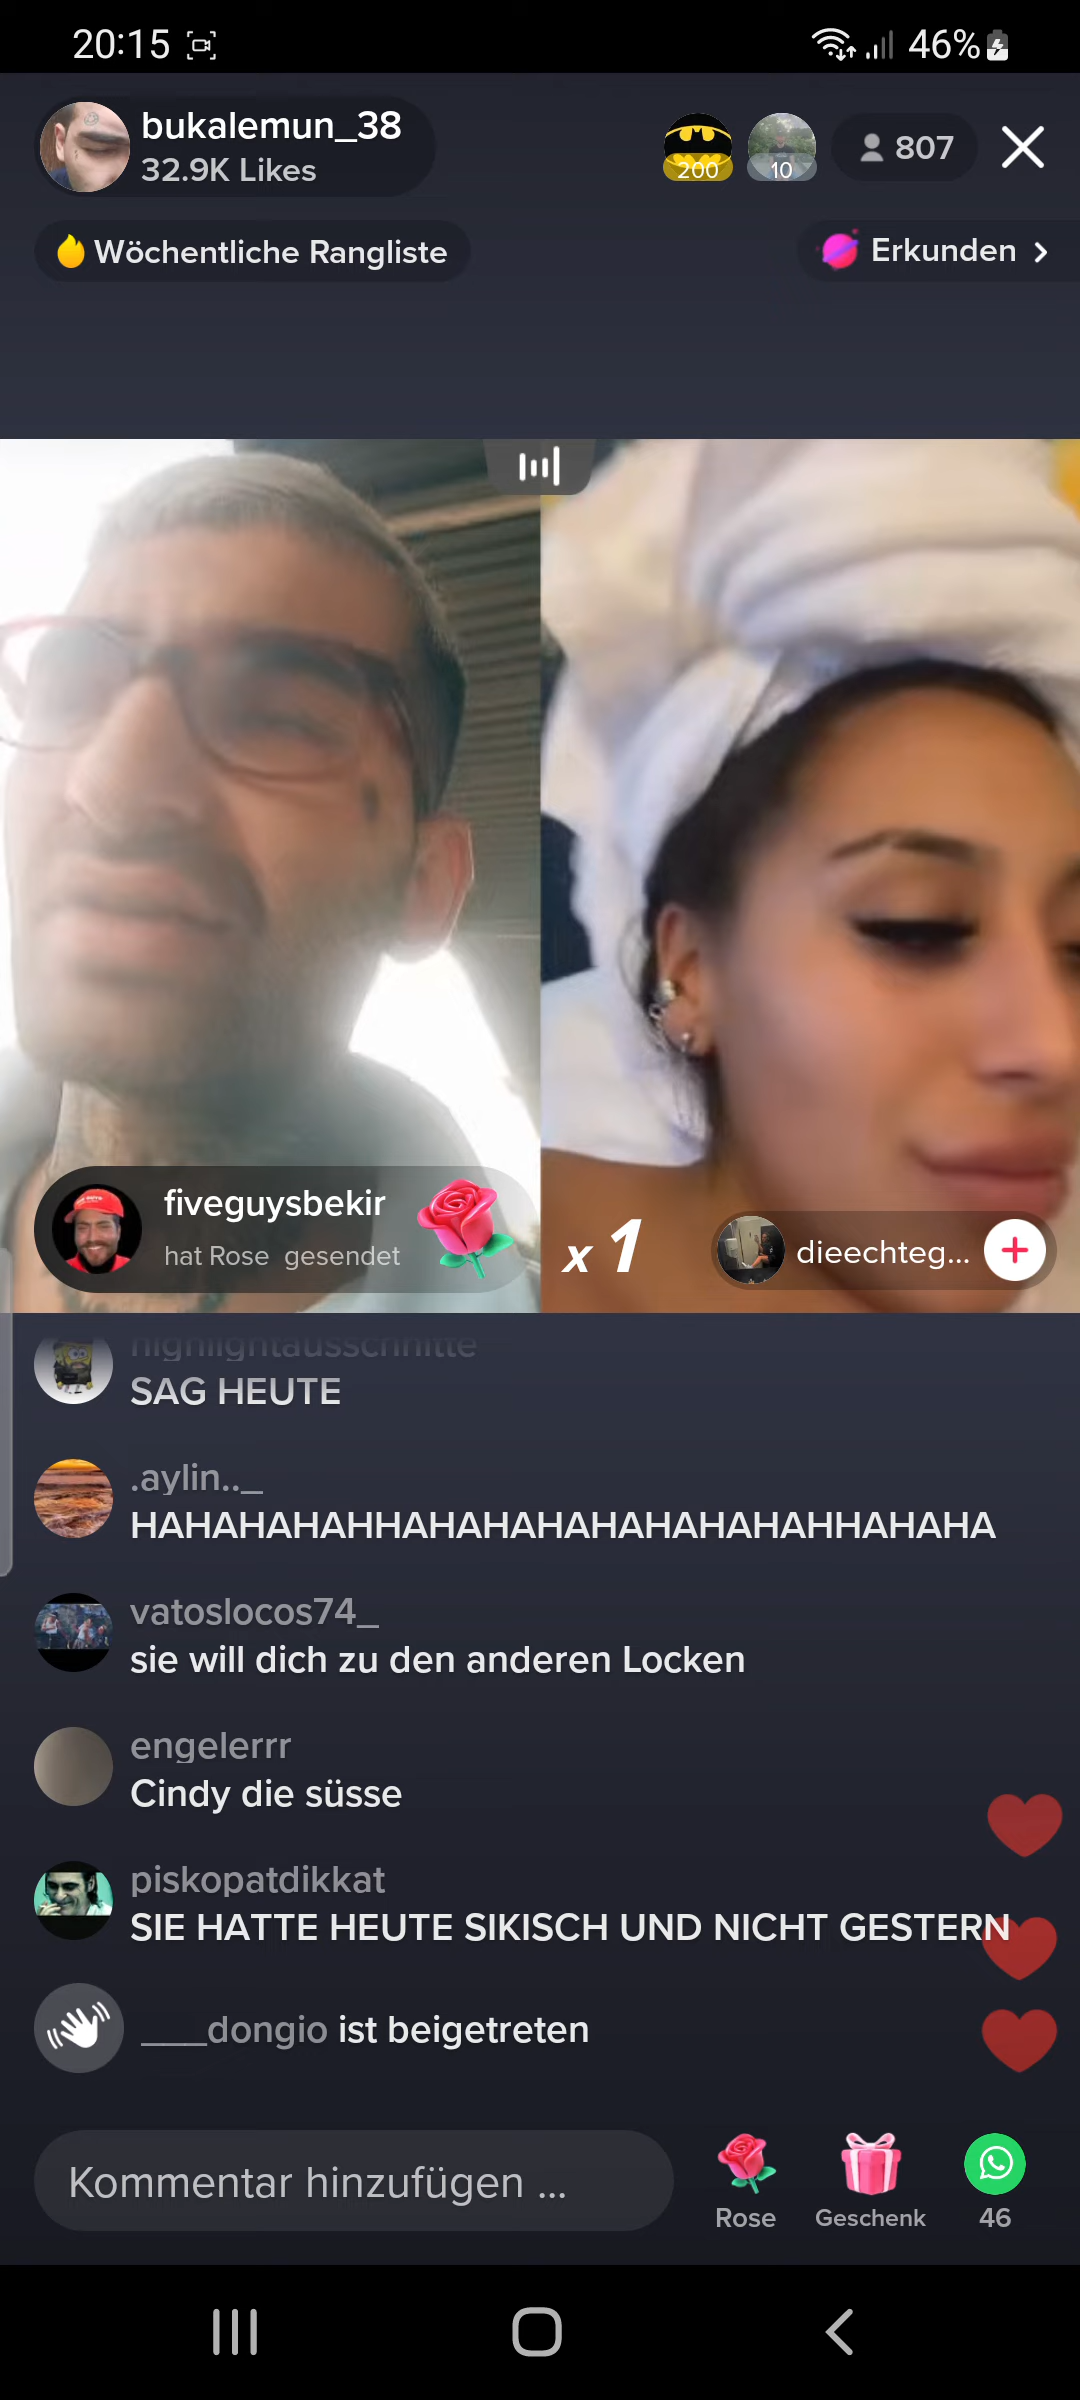 20:15
46%
bukalemun_38
32.9K Likes
200
10
807
Wöchentliche Rangliste
Erkunden
fiveguysbekir
hat Rose gesendet
x 1
dieechteg...
highlightausschnitte
SAG HEUTE
.aylin.._
HAHAHAHAHHAHAHAHAHAHAHAHAHHAHAHA
vatoslocos74_
sie will dich zu den anderen Locken
engelerrr
Cindy die süsse
piskopatdikkat
SIE HATTE HEUTE SIKISCH UND NICHT GESTERN
___dongio ist beigetreten
Kommentar hinzufügen ...
Rose
Geschenk
46